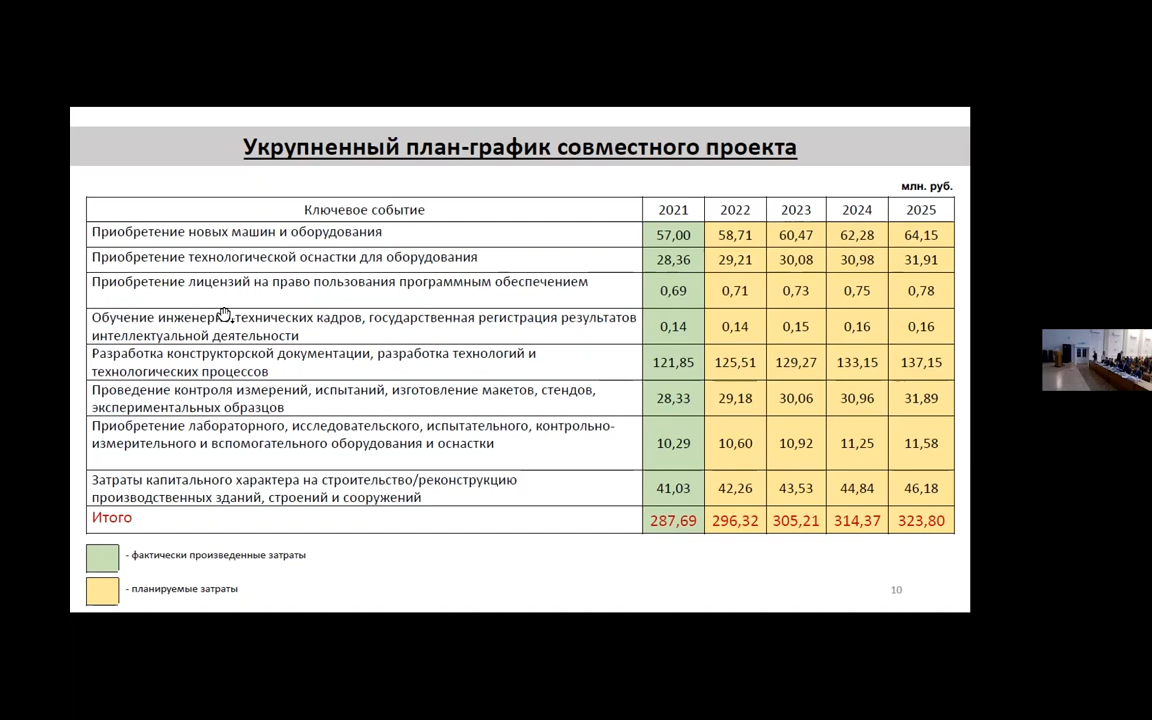 Укрупненный план-график совместного проекта
млн. руб.
Ключевое событие 2021 2022 2023 2024 2025
Приобретение новых машин и оборудования 57,00 58,71 60,47 62,28 64,15
Приобретение технологической оснастки для оборудования 28,36 29,21 30,08 30,98 31,91
Приобретение лицензий на право пользования программным обеспечением 0,69 0,71 0,73 0,75 0,78
Обучение инженерно-технических кадров, государственная регистрация результатов
интеллектуальной деятельности 0,14 0,14 0,15 0,16 0,16
Разработка конструкторской документации, разработка технологий и
технологических процессов 121,85 125,51 129,27 133,15 137,15
Проведение контроля измерений, испытаний, изготовление макетов, стендов,
экспериментальных образцов 28,33 29,18 30,06 30,96 31,89
Приобретение лабораторного, исследовательского, испытательного, контрольно-
измерительного и вспомогательного оборудования и оснастки 10,29 10,60 10,92 11,25 11,58
Затраты капитального характера на строительство/реконструкцию
производственных зданий, строений и сооружений 41,03 42,26 43,53 44,84 46,18
Итого 287,69 296,32 305,21 314,37 323,80
- фактически произведенные затраты
- планируемые затраты
10